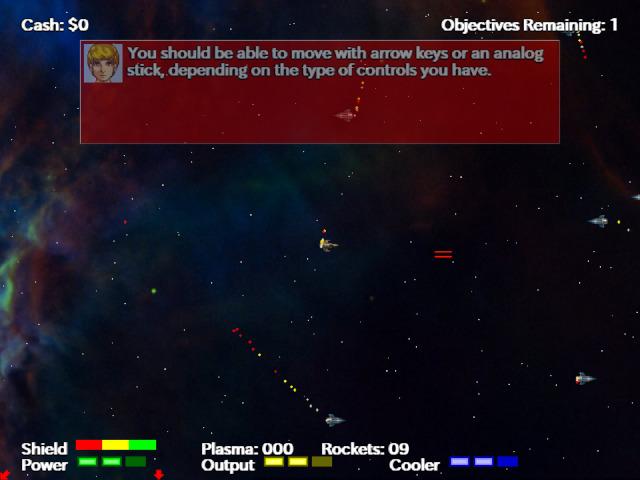 Cash: $0 Objectives Remaining: 1
You should be able to move with arrow keys or an analog
stick, depending on the type of controls you have.
Shield Plasma: 000 Rockets: 09
Power Output Cooler